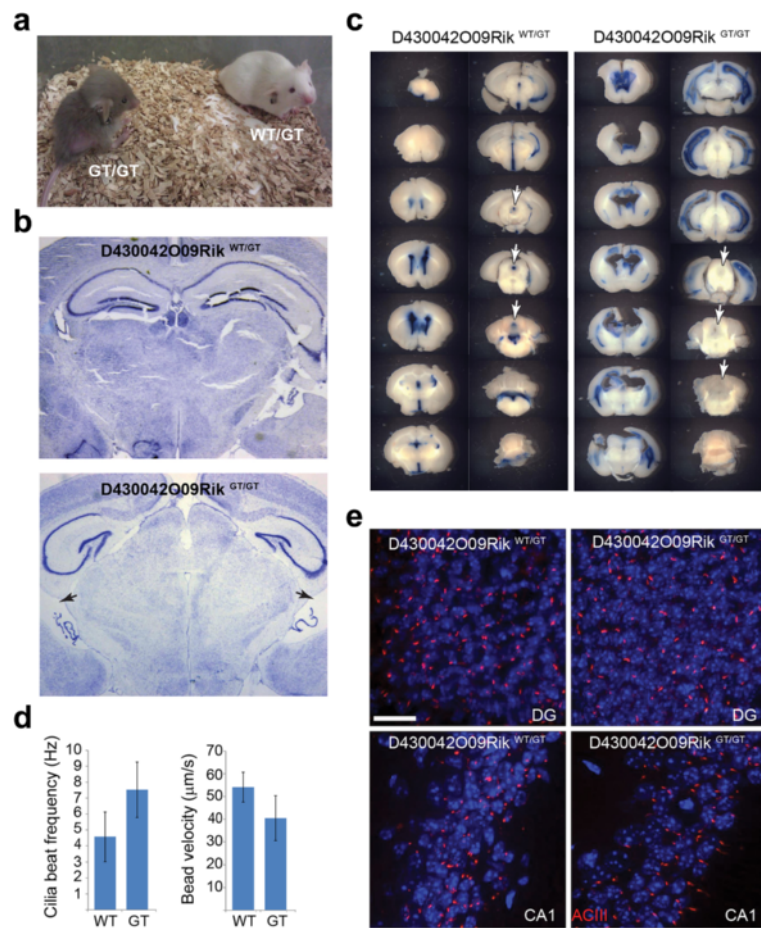 a
WT/GT
GT/GT
b
D430042O09Rik WT/GT
D430042O09Rik GT/GT
c
D430042O09Rik WT/GT
D430042O09Rik GT/GT
d
Cilia beat frequency (Hz)
10
9
8
7
6
5
4
3
2
1
WT GT
Bead velocity (µm/s)
70
60
50
40
30
20
10
WT GT
e
D430042O09Rik WT/GT
DG
D430042O09Rik GT/GT
DG
D430042O09Rik WT/GT
CA1
D430042O09Rik GT/GT
ACIII
CA1